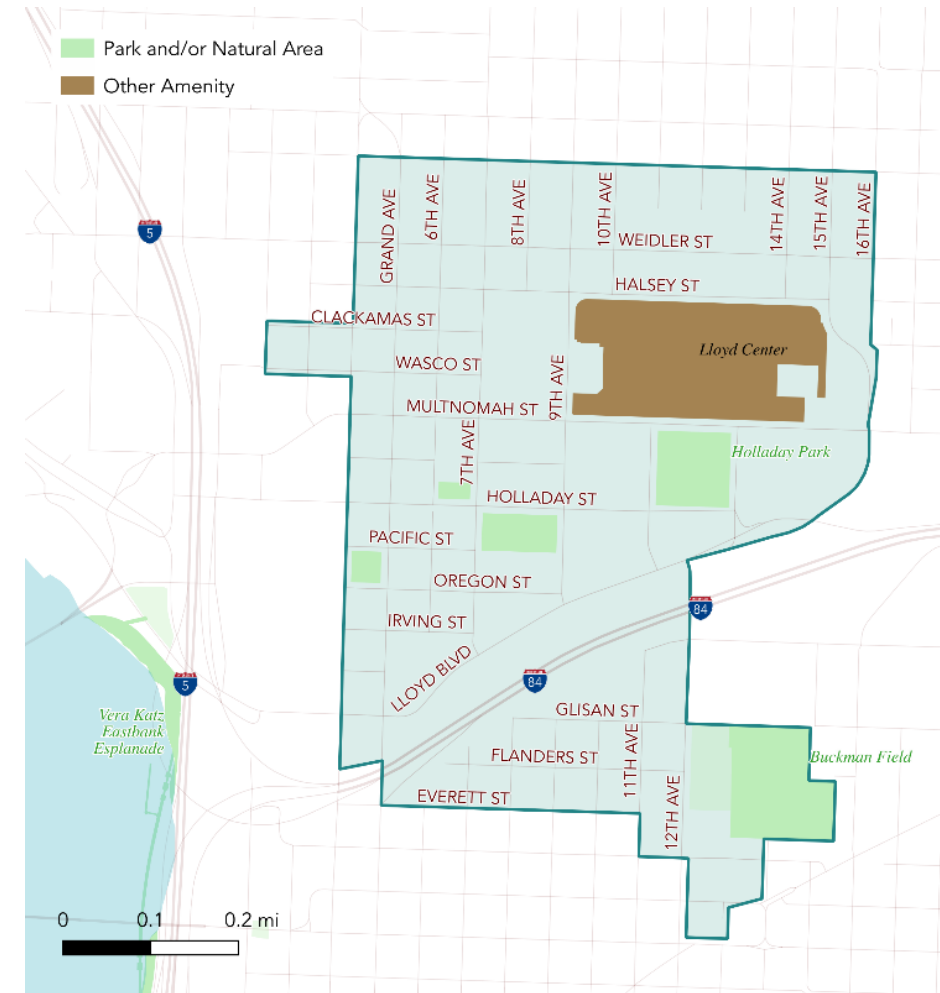 Park and/or Natural Area
Other Amenity
5
GRAND AVE
6TH AVE
8TH AVE
10TH AVE
14TH AVE
15TH AVE
16TH AVE
WEIDLER ST
HALSEY ST
CLACKAMAS ST
Lloyd Center
WASCO ST
9TH AVE
MULTNOMAH ST
7TH AVE
Holladay Park
HOLLADAY ST
PACIFIC ST
OREGON ST
84
IRVING ST
LLOYD BLVD
84
5
GLISAN ST
Vera Katz
Eastbank
Esplanade
11TH AVE
FLANDERS ST
Buckman Field
12TH AVE
EVERETT ST
0 0.1 0.2 mi